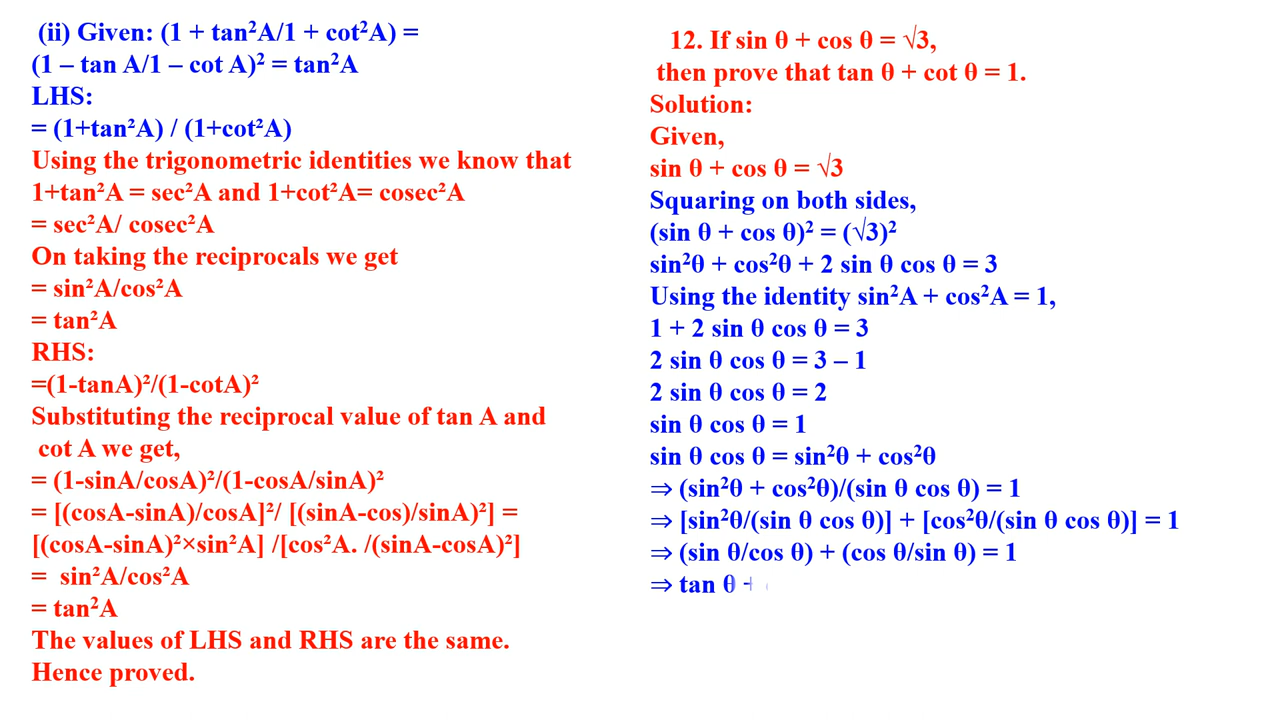 (ii) Given: (1 + tan²A/1 + cot²A) =
(1 – tan A/1 – cot A)² = tan²A
LHS:
= (1+tan²A) / (1+cot²A)
Using the trigonometric identities we know that
1+tan²A = sec²A and 1+cot²A= cosec²A
= sec²A/ cosec²A
On taking the reciprocals we get
= sin²A/cos²A
= tan²A
RHS:
=(1-tanA)²/(1-cotA)²
Substituting the reciprocal value of tan A and
cot A we get,
= (1-sinA/cosA)²/(1-cosA/sinA)²
= [(cosA-sinA)/cosA]²/ [(sinA-cos)/sinA)²] =
[(cosA-sinA)²×sin²A] /[cos²A. /(sinA-cosA)²]
= sin²A/cos²A
= tan²A
The values of LHS and RHS are the same.
Hence proved.
12. If sin θ + cos θ = √3,
then prove that tan θ + cot θ = 1.
Solution:
Given,
sin θ + cos θ = √3
Squaring on both sides,
(sin θ + cos θ)² = (√3)²
sin²θ + cos²θ + 2 sin θ cos θ = 3
Using the identity sin²A + cos²A = 1,
1 + 2 sin θ cos θ = 3
2 sin θ cos θ = 3 – 1
2 sin θ cos θ = 2
sin θ cos θ = 1
sin θ cos θ = sin²θ + cos²θ
⇒ (sin²θ + cos²θ)/(sin θ cos θ) = 1
⇒ [sin²θ/(sin θ cos θ)] + [cos²θ/(sin θ cos θ)] = 1
⇒ (sin θ/cos θ) + (cos θ/sin θ) = 1
⇒ tan θ +